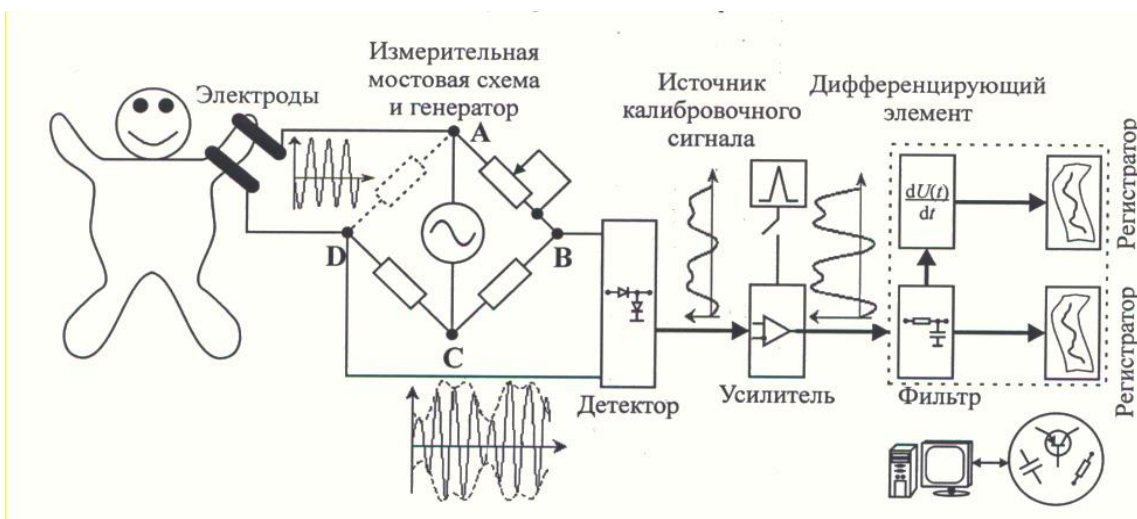 Электроды
Измерительная
мостовая схема
и генератор
Источник
калибровочного
сигнала
Дифференцирующий
элемент
A
B
C
D
dU(t)
dt
Регистратор
Регистратор
Детектор
Усилитель
Фильтр